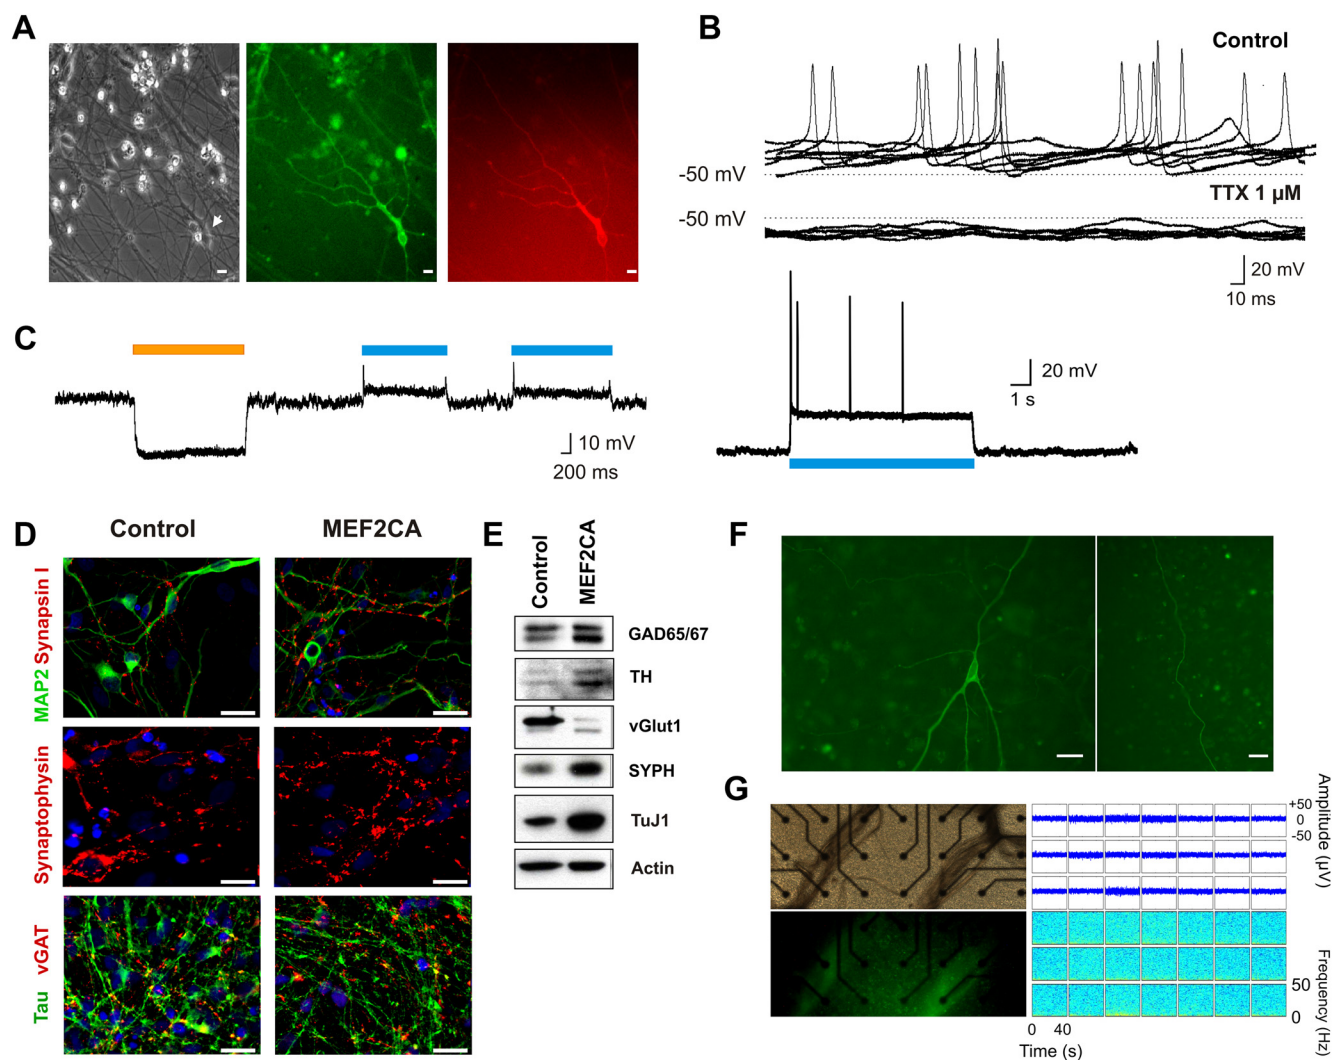 A
B
Control
-50 mV
TTX 1 µM
-50 mV
20 mV
10 ms
C
10 mV
200 ms
20 mV
1 s
D
Control
MEF2CA
MAP2 Synapsin I
Synaptophysin
Tau vGAT
E
Control
MEF2CA
GAD65/67
TH
vGlut1
SYPH
TuJ1
Actin
F
G
+50
0
-50
Amplitude (µV)
50
0
Frequency (Hz)
0 40
Time (s)